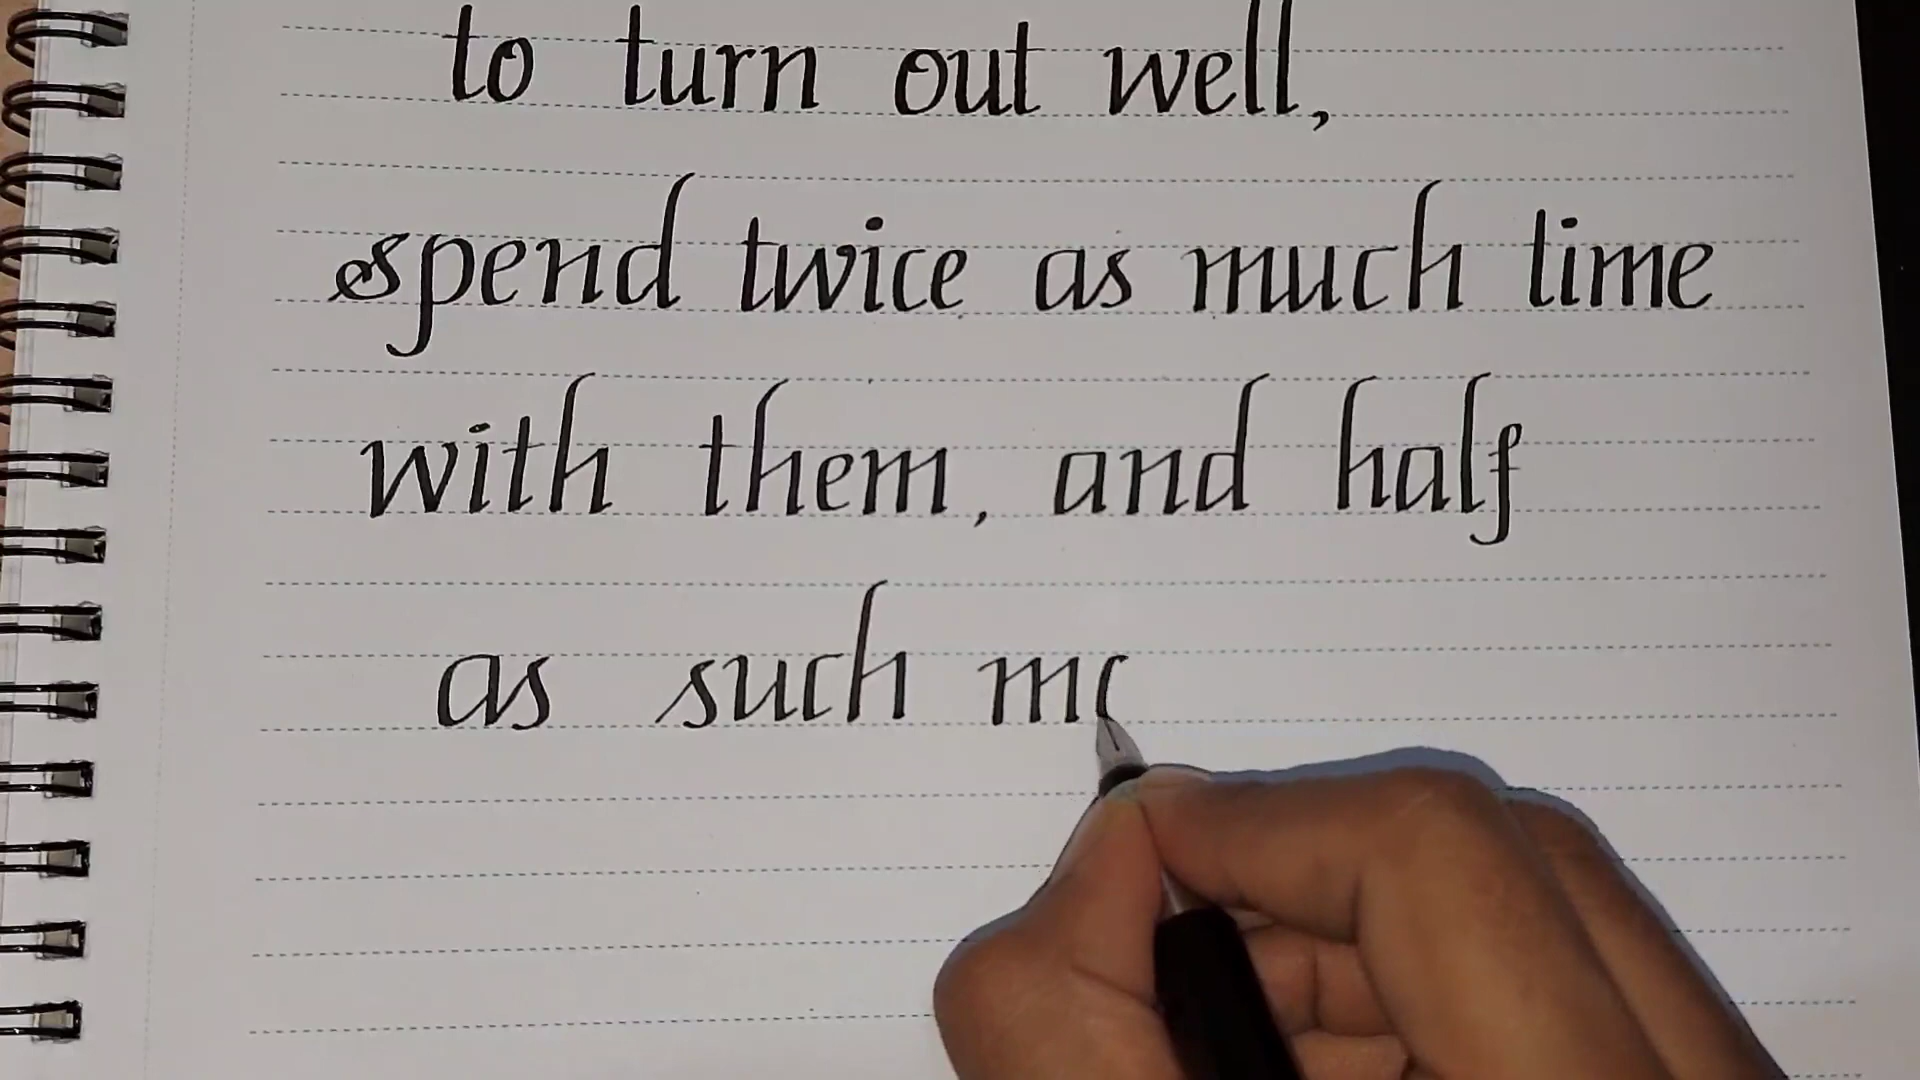 to turn out well,
spend twice as much time
with them, and half
as such